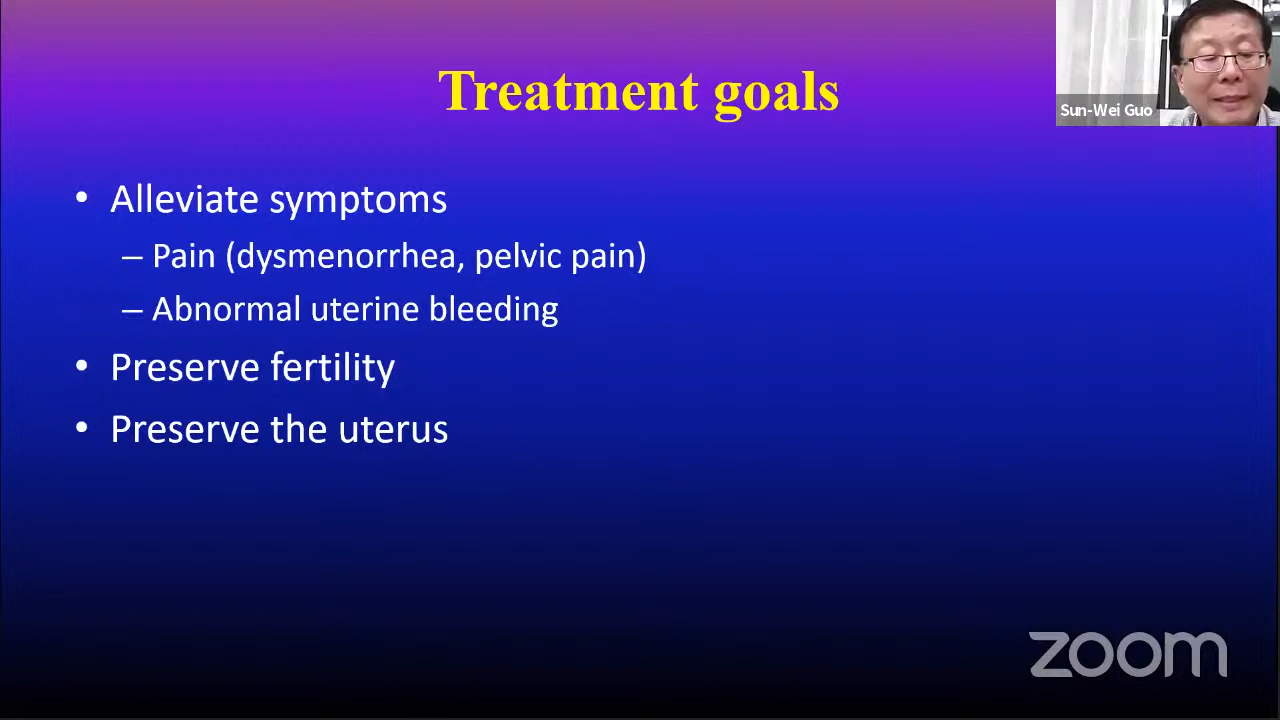 Treatment goals
Sun-Wei Guo
• Alleviate symptoms
– Pain (dysmenorrhea, pelvic pain)
– Abnormal uterine bleeding
• Preserve fertility
• Preserve the uterus
zoom